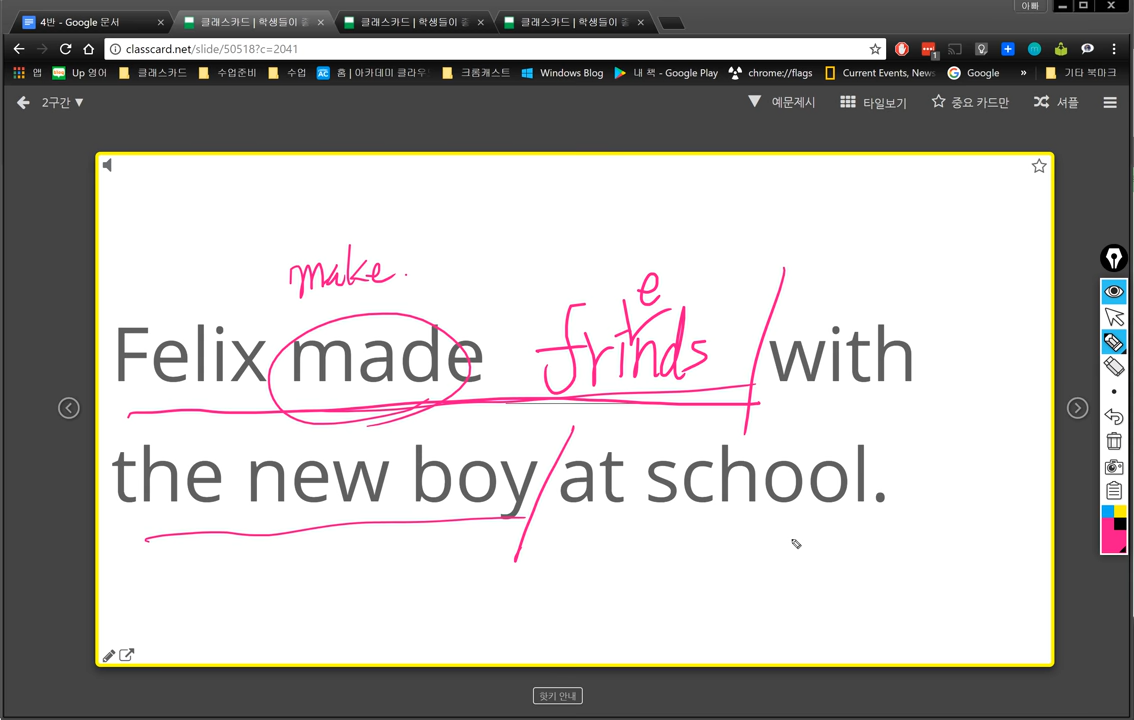 아빠
4반 - Google 문서
클래스카드 | 학생들이 좋
클래스카드 | 학생들이 좋
클래스카드 | 학생들이 좋
classcard.net/slide/50518?c=2041
1
앱
Up 영어
클래스카드
수업준비
수업
홈 | 아카데미 클라우
크롬캐스트
Windows Blog
내 책 - Google Play
chrome://flags
Current Events, News
Google
»
기타 북마크
2구간 ▼
예문제시
타일보기
중요 카드만
셔플
make.
e
Felix made frinds / with
the new boy / at school.
핫키 안내